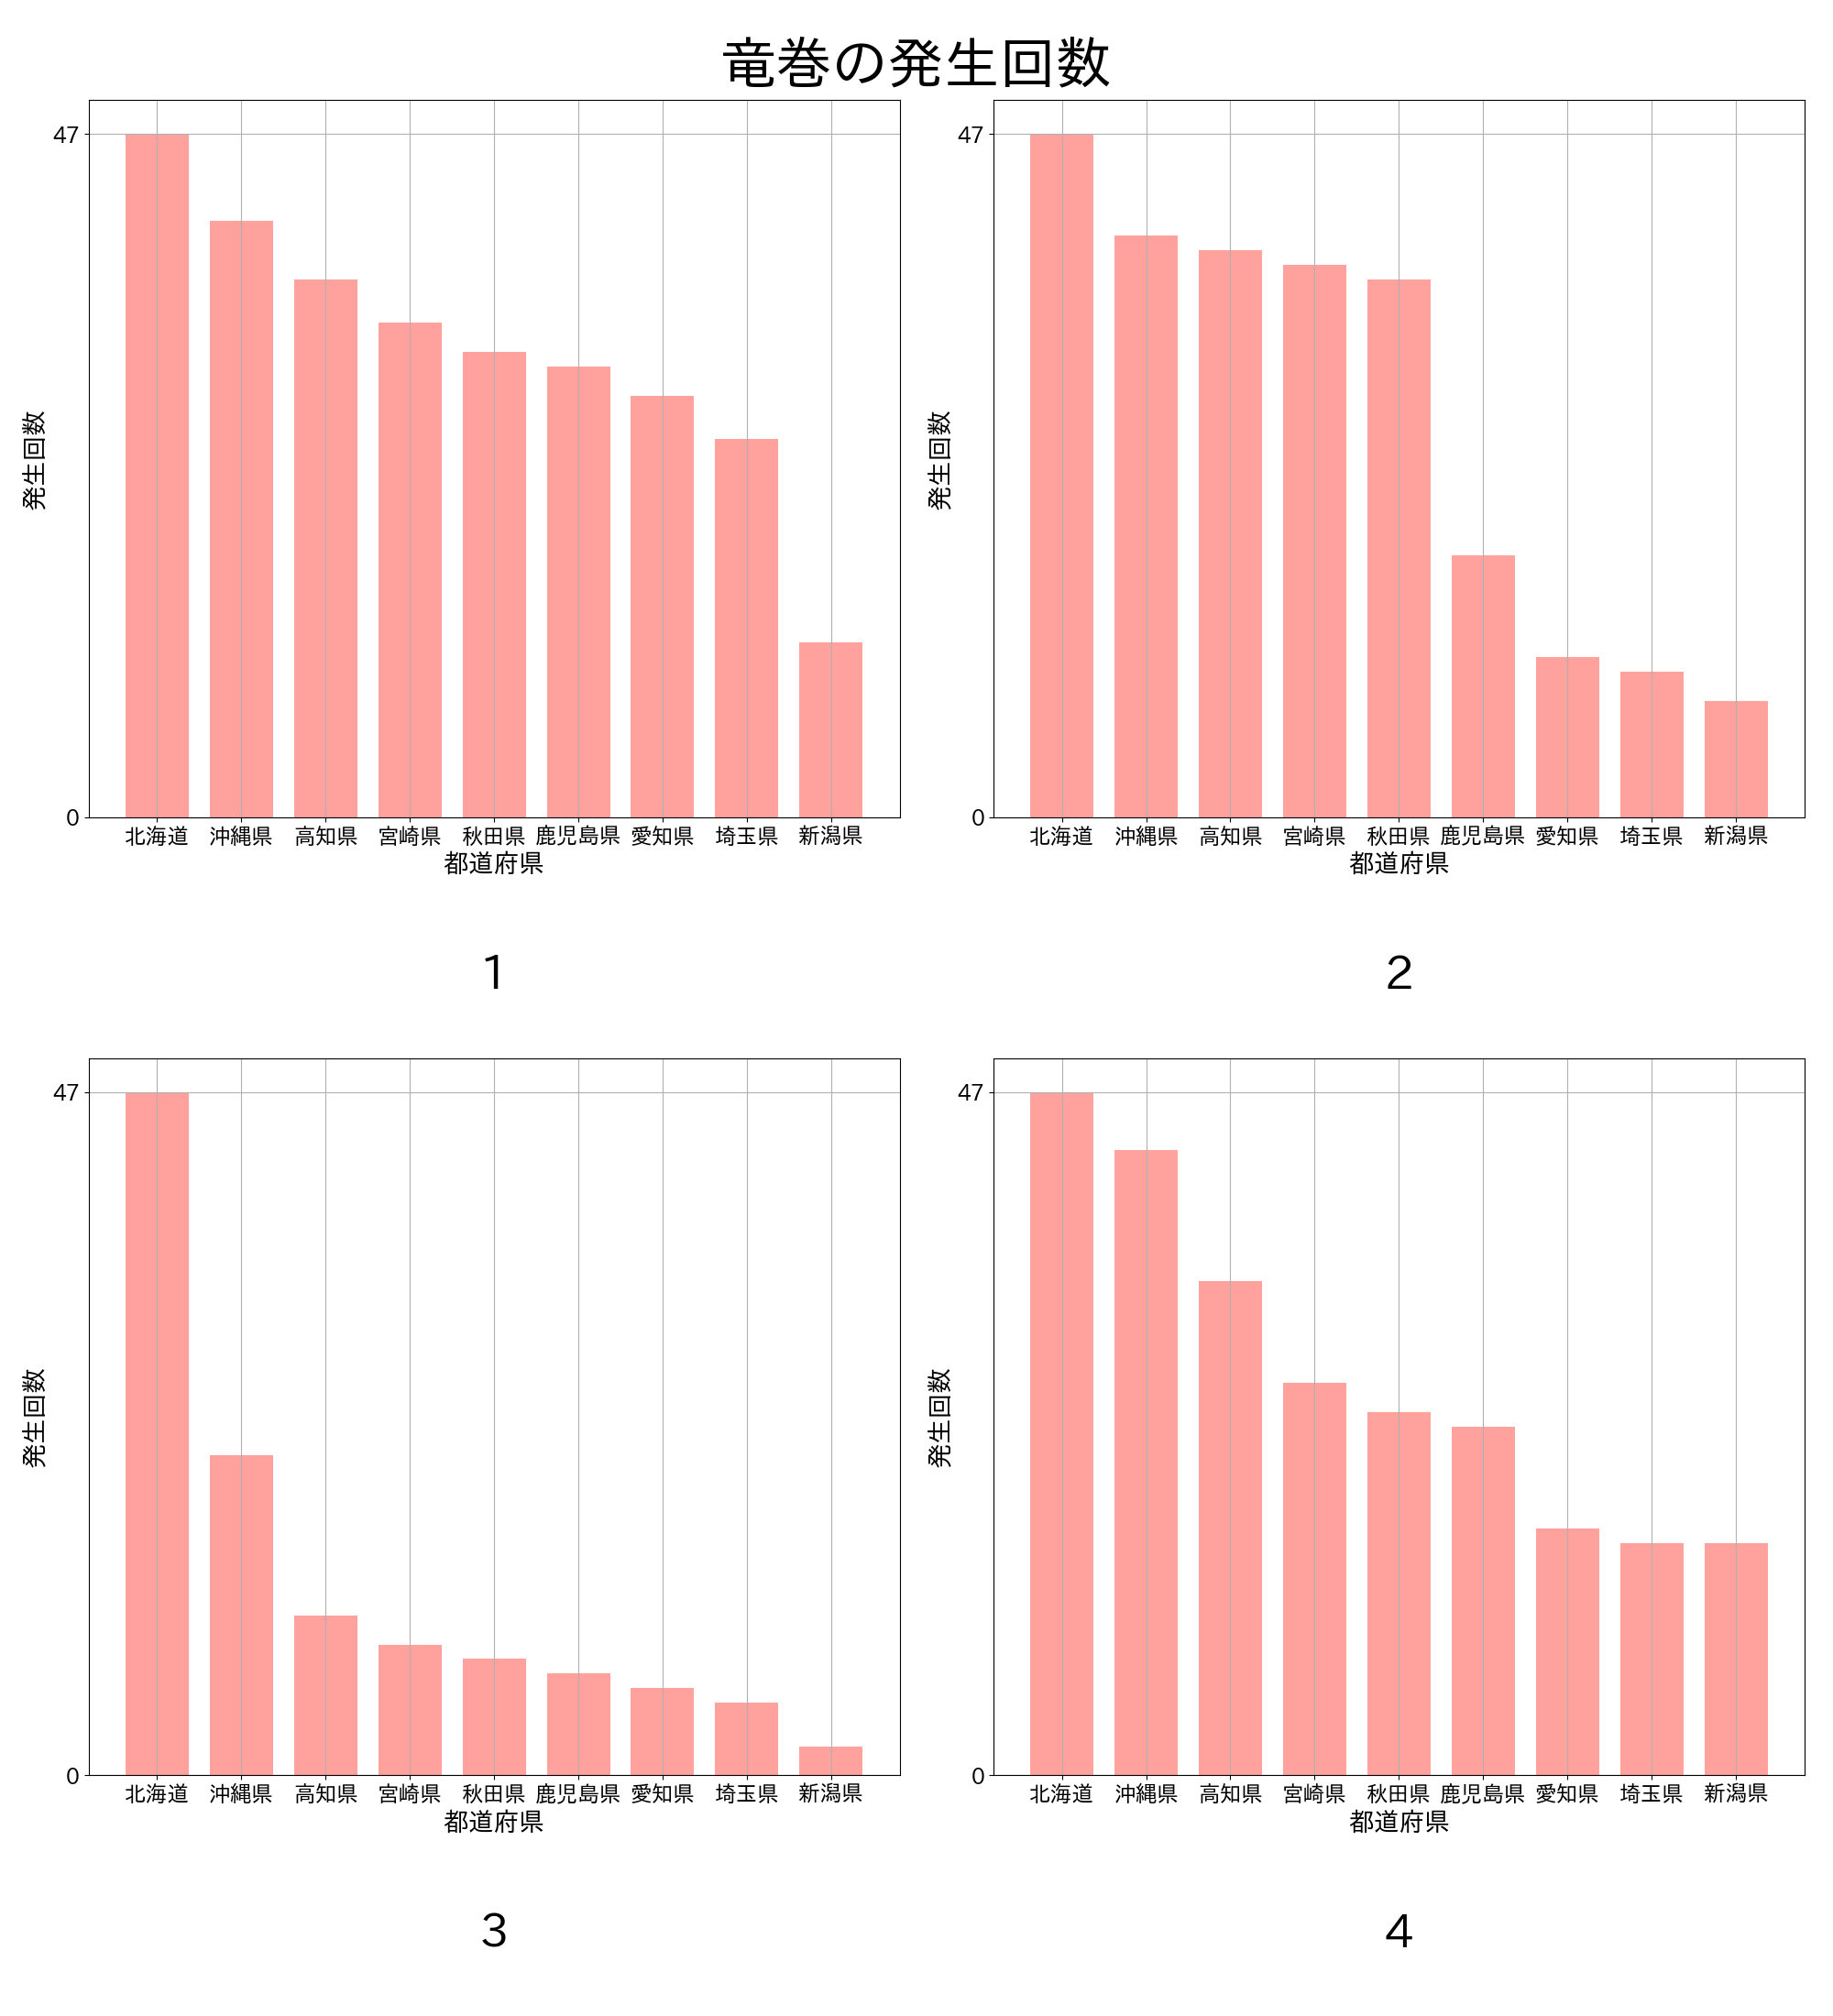 竜巻の発生回数
47
0
発生回数
北海道 沖縄県 高知県 宮崎県 秋田県 鹿児島県 愛知県 埼玉県 新潟県
都道府県
1
47
0
発生回数
北海道 沖縄県 高知県 宮崎県 秋田県 鹿児島県 愛知県 埼玉県 新潟県
都道府県
2
47
0
発生回数
北海道 沖縄県 高知県 宮崎県 秋田県 鹿児島県 愛知県 埼玉県 新潟県
都道府県
3
47
0
発生回数
北海道 沖縄県 高知県 宮崎県 秋田県 鹿児島県 愛知県 埼玉県 新潟県
都道府県
4